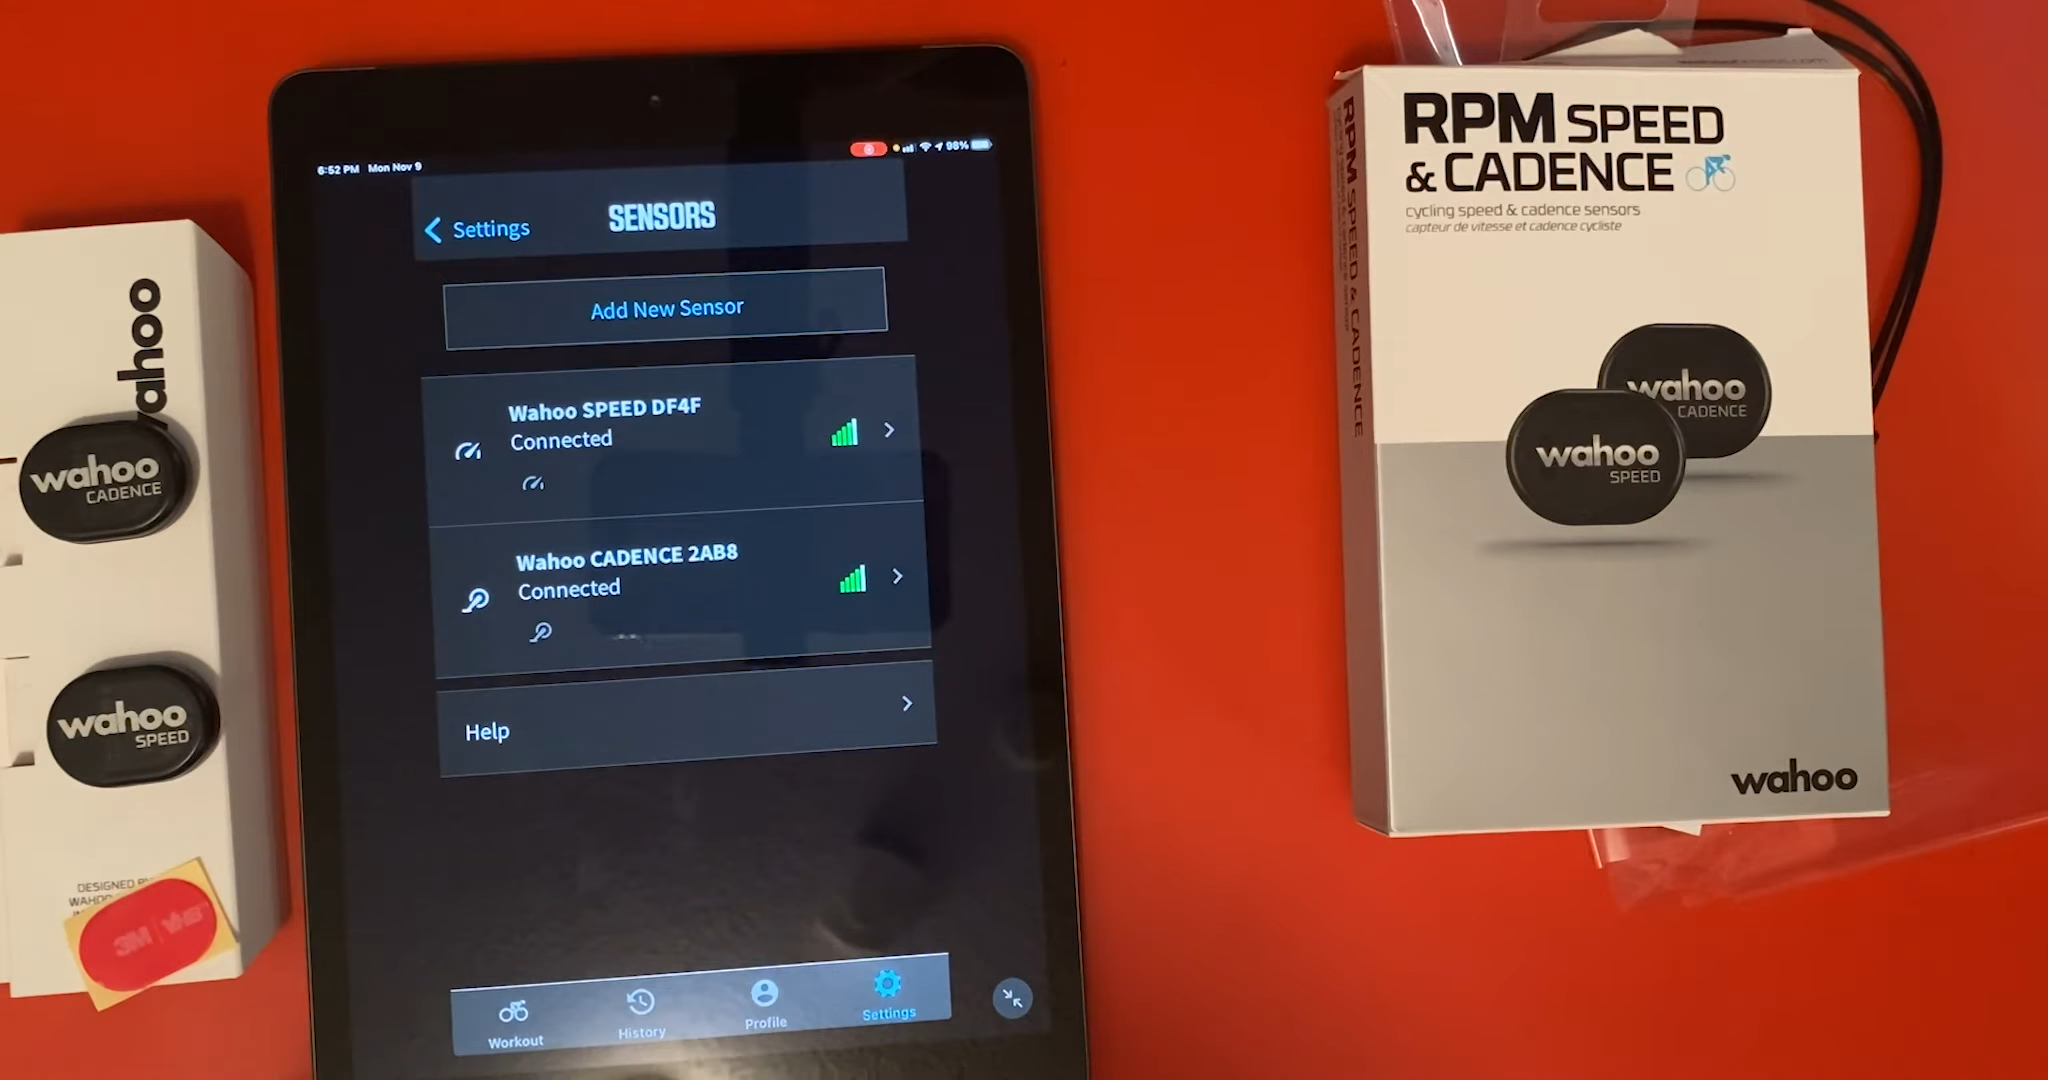 wahoo
wahoo
CADENCE
wahoo
SPEED
DESIGNED
3M VHB
6:52 PM Mon Nov 9
98%
Settings
SENSORS
Add New Sensor
Wahoo SPEED DF4F
Connected
Wahoo CADENCE 2AB8
Connected
Help
Workout
History
Profile
Settings
RPM SPEED
& CADENCE
cycling speed & cadence sensors
capteur de vitesse et cadence cycliste
wahoo
CADENCE
wahoo
SPEED
wahoo
RPM SPEED & CADENCE